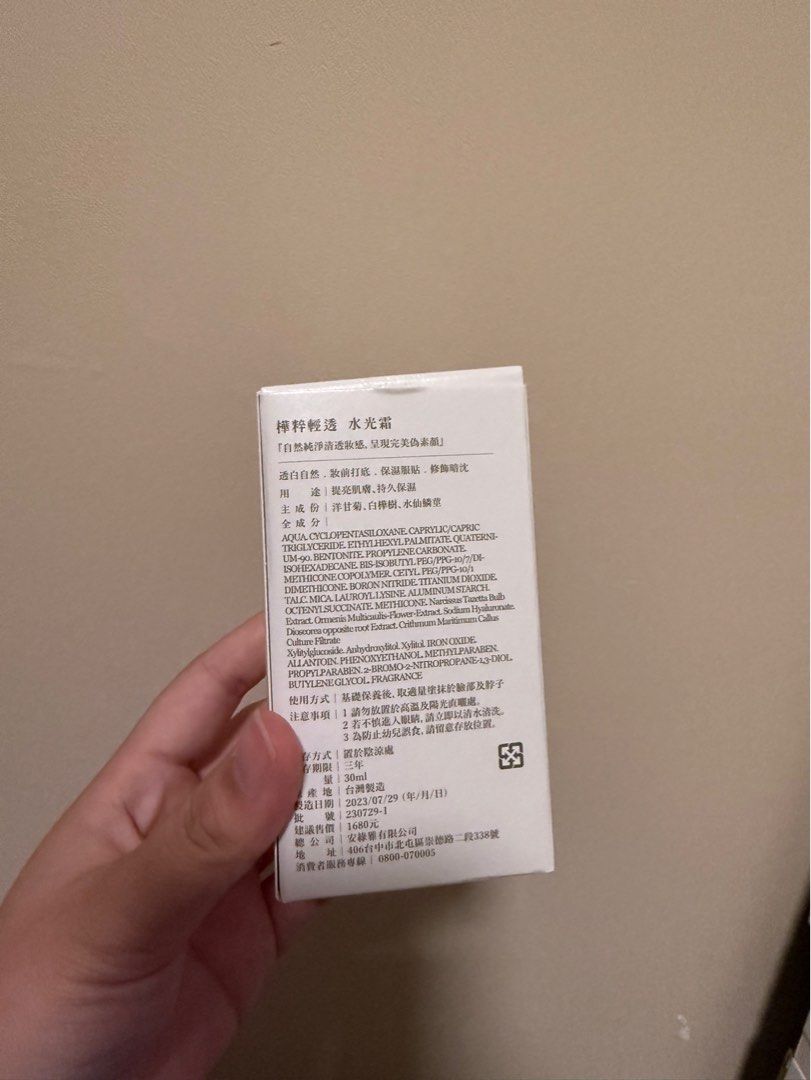 樺粹輕透 水光霜
『自然純淨清透妝感、呈現完美偽素顏』
透白自然．妝前打底．保濕服貼．修飾暗沈
用 途｜提亮肌膚、持久保濕
主成份｜洋甘菊、白樺樹、水仙鱗莖
全成分｜
AQUA. CYCLOPENTASILOXANE. CAPRYLIC/CAPRIC
TRIGLYCERIDE. ETHYLHEXYL PALMITATE. QUATERNI-
UM-90. BENTONITE. PROPYLENE CARBONATE.
ISOHEXADECANE. BIS-ISOBUTYL PEG/PPG-10/7/DI-
METHICONE COPOLYMER. CETYL PEG/PPG-10/1
DIMETHICONE. BORON NITRIDE. TITANIUM DIOXIDE.
TALC. MICA. LAUROYL LYSINE. ALUMINUM STARCH.
OCTENYLSUCCINATE. METHICONE. Narcissus Tazetta Bulb
Extract. Ormenis Multicaulis-Flower-Extract. Sodium Hyaluronate.
Dioscorea opposite root Extract. Crithmum Maritimum Callus
Culture Filtrate
Xylitylglucoside. Anhydroxylitol. Xylitol. IRON OXIDE.
ALLANTOIN. PHENOXYETHANOL. METHYLPARABEN.
PROPYLPARABEN. 2-BROMO-2-NITROPROPANE-1,3-DIOL.
BUTYLENE GLYCOL. FRAGRANCE
使用方式｜基礎保養後，取適量塗抹於臉部及脖子
注意事項｜1 請勿放置於高溫及陽光直曬處。
2 若不慎進入眼睛，請立即以清水清洗。
3 為防止幼兒誤食，請留意存放位置。
存方式｜置於陰涼處
存期限｜三年
量｜30ml
產地｜台灣製造
製造日期｜2023/07/29（年/月/日）
批 號｜230729-1
建議售價｜1680元
總公司｜安綠雅有限公司
地 址｜406台中市北屯區崇德路二段338號
消費者服務專線｜0800-070005